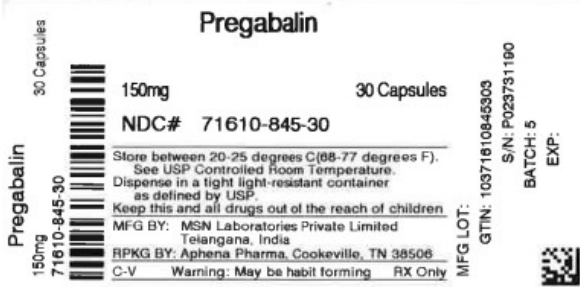 Pregabalin
150mg 30 Capsules
NDC# 71610-845-30
Store between 20-25 degrees C(68-77 degrees F).
See USP Controlled Room Temperature.
Dispense in a tight light-resistant container
as defined by USP.
Keep this and all drugs out of the reach of children
MFG BY: MSN Laboratories Private Limited
Telangana, India
RPKG BY: Aphena Pharma, Cookeville, TN 38506
C-V Warning: May be habit forming RX Only
Pregabalin
150mg 30 Capsules
71610-845-30
MFG LOT:
GTIN: 10371610845303
S/N: P023731190
BATCH: 5
EXP: